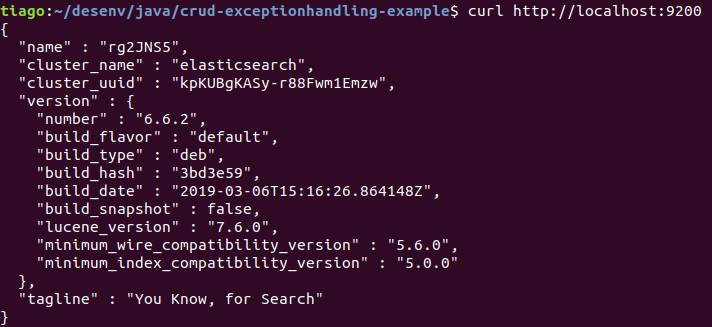 tiago:~/desenv/java/crud-exceptionhandling-example$ curl http://localhost:9200
{
  "name" : "rg2JNS5",
  "cluster_name" : "elasticsearch",
  "cluster_uuid" : "kpKUBgKASy-r88Fwm1Emzw",
  "version" : {
    "number" : "6.6.2",
    "build_flavor" : "default",
    "build_type" : "deb",
    "build_hash" : "3bd3e59",
    "build_date" : "2019-03-06T15:16:26.864148Z",
    "build_snapshot" : false,
    "lucene_version" : "7.6.0",
    "minimum_wire_compatibility_version" : "5.6.0",
    "minimum_index_compatibility_version" : "5.0.0"
  },
  "tagline" : "You Know, for Search"
}